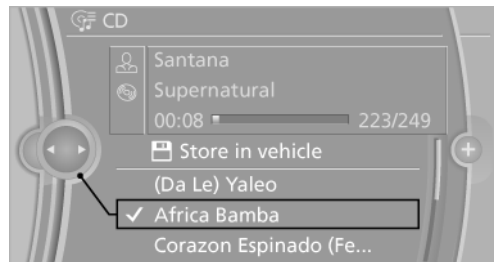 CD
Santana
Supernatural
00:08 223/249
Store in vehicle
(Da Le) Yaleo
Africa Bamba
Corazon Espinado (Fe...